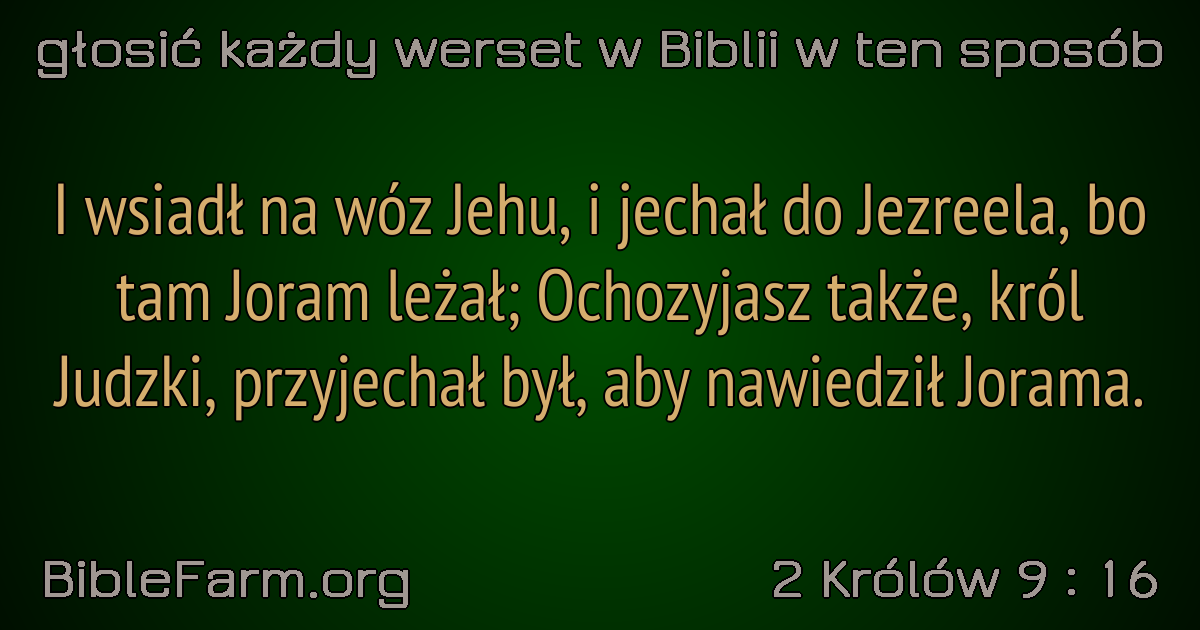 głosić każdy werset w Biblii w ten sposób
I wsiadł na wóz Jehu, i jechał do Jezreela, bo
tam Joram leżał; Ochozyjasz także, król
Judzki, przyjechał był, aby nawiedził Jorama.
BibleFarm.org
2 Królów 9 : 16